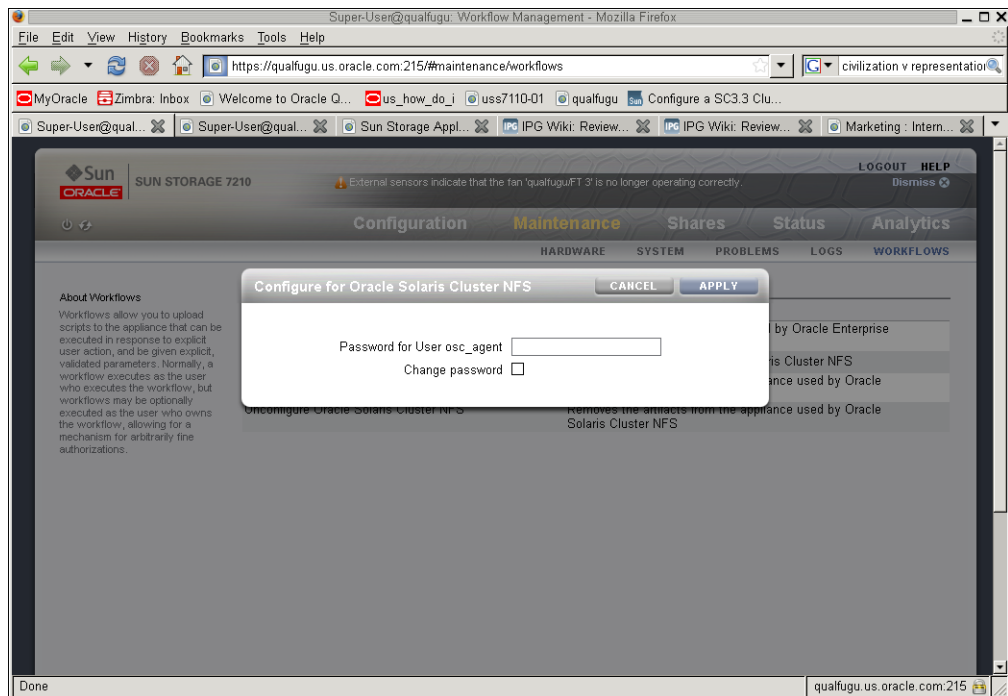 Super-User@qualfugu: Workflow Management - Mozilla Firefox
File Edit View History Bookmarks Tools Help
https://qualfugu.us.oracle.com:215/#maintenance/workflows
G civilization v representation
MyOracle Zimbra: Inbox Welcome to Oracle Q... us_how_do_i uss7110-01 qualfugu Configure a SC3.3 Clu...
Super-User@qual... Super-User@qual... Sun Storage Appl... IPG Wiki: Review... IPG Wiki: Review... Marketing : Intern...
Sun
ORACLE
SUN STORAGE 7210
External sensors indicate that the fan 'qualfugu/FT 3' is no longer operating correctly.
LOGOUT HELP
Dismiss
Configuration Maintenance Shares Status Analytics
HARDWARE SYSTEM PROBLEMS LOGS WORKFLOWS
Configure for Oracle Solaris Cluster NFS CANCEL APPLY
Password for User osc_agent
Change password
About Workflows
Workflows allow you to upload
scripts to the appliance that can be
executed in response to explicit
user action, and be given explicit,
validated parameters. Normally, a
workflow executes as the user
who executes the workflow, but
workflows may be optionally
executed as the user who owns
the workflow, allowing for a
mechanism for arbitrarily fine
authorizations.
by Oracle Enterprise
Cluster NFS
used by Oracle
Unconfigure Oracle Solaris Cluster NFS Removes the artifacts from the appliance used by Oracle
Solaris Cluster NFS
Done
qualfugu.us.oracle.com:215